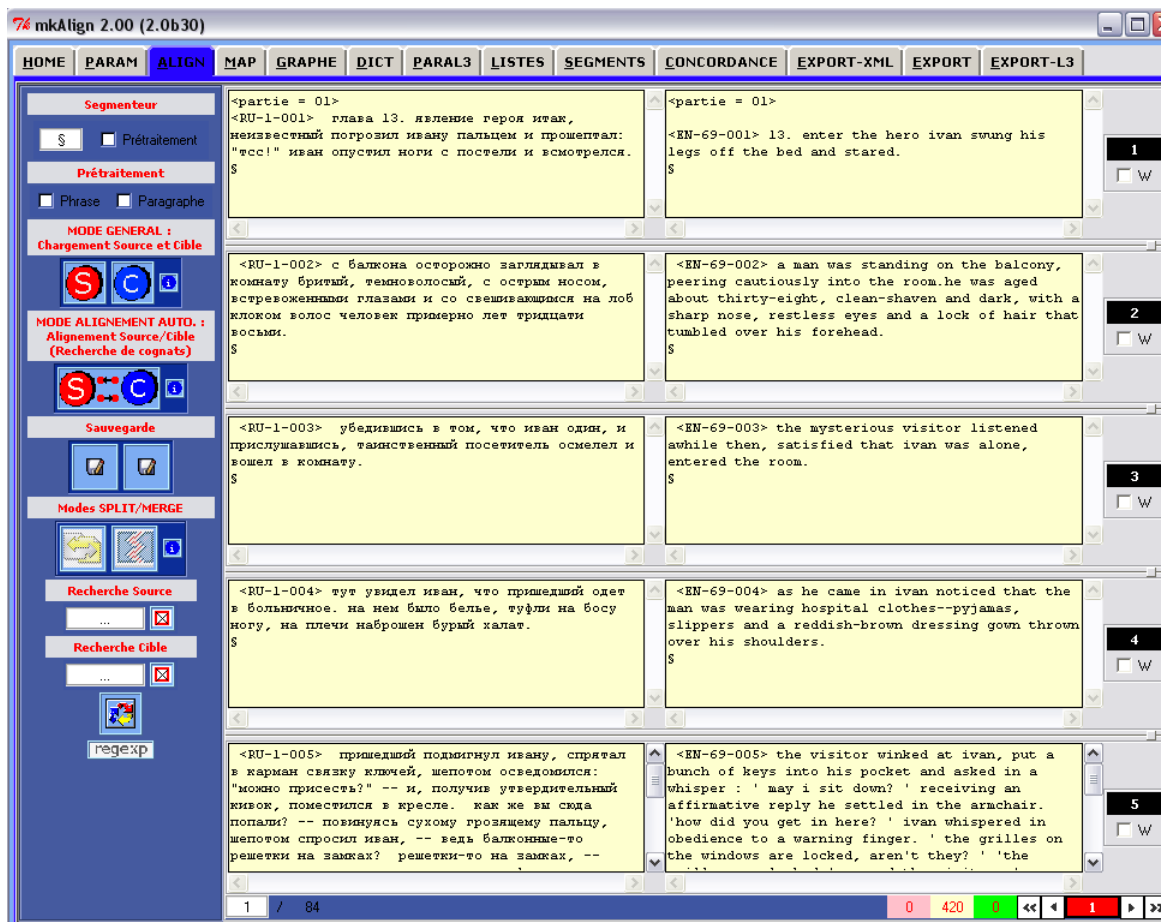 mkAlign 2.00 (2.0b30)
HOME PARAM ALIGN MAP GRAPHE DICT PARAL3 LISTES SEGMENTS CONCORDANCE EXPORT-XML EXPORT EXPORT-L3
Segmenteur
§ Prétraitement
Prétraitement
Phrase Paragraphe
MODE GENERAL :
Chargement Source et Cible
S C i
MODE ALIGNEMENT AUTO. :
Alignement Source/Cible
(Recherche de cognats)
S C i
Sauvegarde
Modes SPLIT/MERGE
i
Recherche Source
...
Recherche Cible
...
regexp
<partie = 01>
<RU-1-001> глава 13. явление героя итак,
неизвестный погрозил ивану пальцем и прошептал:
"тсс!" иван опустил ноги с постели и всмотрелся.
§
<partie = 01>
<EN-69-001> 13. enter the hero ivan swung his
legs off the bed and stared.
§
1
W
<RU-1-002> с балкона осторожно заглядывал в
комнату бритый, темноволосый, с острым носом,
встревоженными глазами и со свешивающимся на лоб
клоком волос человек примерно лет тридцати
восьми.
§
<EN-69-002> a man was standing on the balcony,
peering cautiously into the room.he was aged
about thirty-eight, clean-shaven and dark, with a
sharp nose, restless eyes and a lock of hair that
tumbled over his forehead.
§
2
W
<RU-1-003> убедившись в том, что иван один, и
прислушавшись, таинственный посетитель осмелел и
вошел в комнату.
§
<EN-69-003> the mysterious visitor listened
awhile then, satisfied that ivan was alone,
entered the room.
§
3
W
<RU-1-004> тут увидел иван, что пришедший одет
в больничное. на нем было белье, туфли на босу
ногу, на плечи наброшен бурый халат.
§
<EN-69-004> as he came in ivan noticed that the
man was wearing hospital clothes--pyjamas,
slippers and a reddish-brown dressing gown thrown
over his shoulders.
§
4
W
<RU-1-005> пришедший подмигнул ивану, спрятал
в карман связку ключей, шепотом осведомился:
"можно присесть?" -- и, получив утвердительный
кивок, поместился в кресле. как же вы сюда
попали? -- повинуясь сухому грозящему пальцу,
шепотом спросил иван, -- ведь балконные-то
решетки на замках? решетки-то на замках, --
<EN-69-005> the visitor winked at ivan, put a
bunch of keys into his pocket and asked in a
whisper : ' may i sit down? ' receiving an
affirmative reply he settled in the armchair.
'how did you get in here? ' ivan whispered in
obedience to a warning finger. ' the grilles on
the windows are locked, aren't they? ' 'the
5
W
1 / 84
0 420 0 1